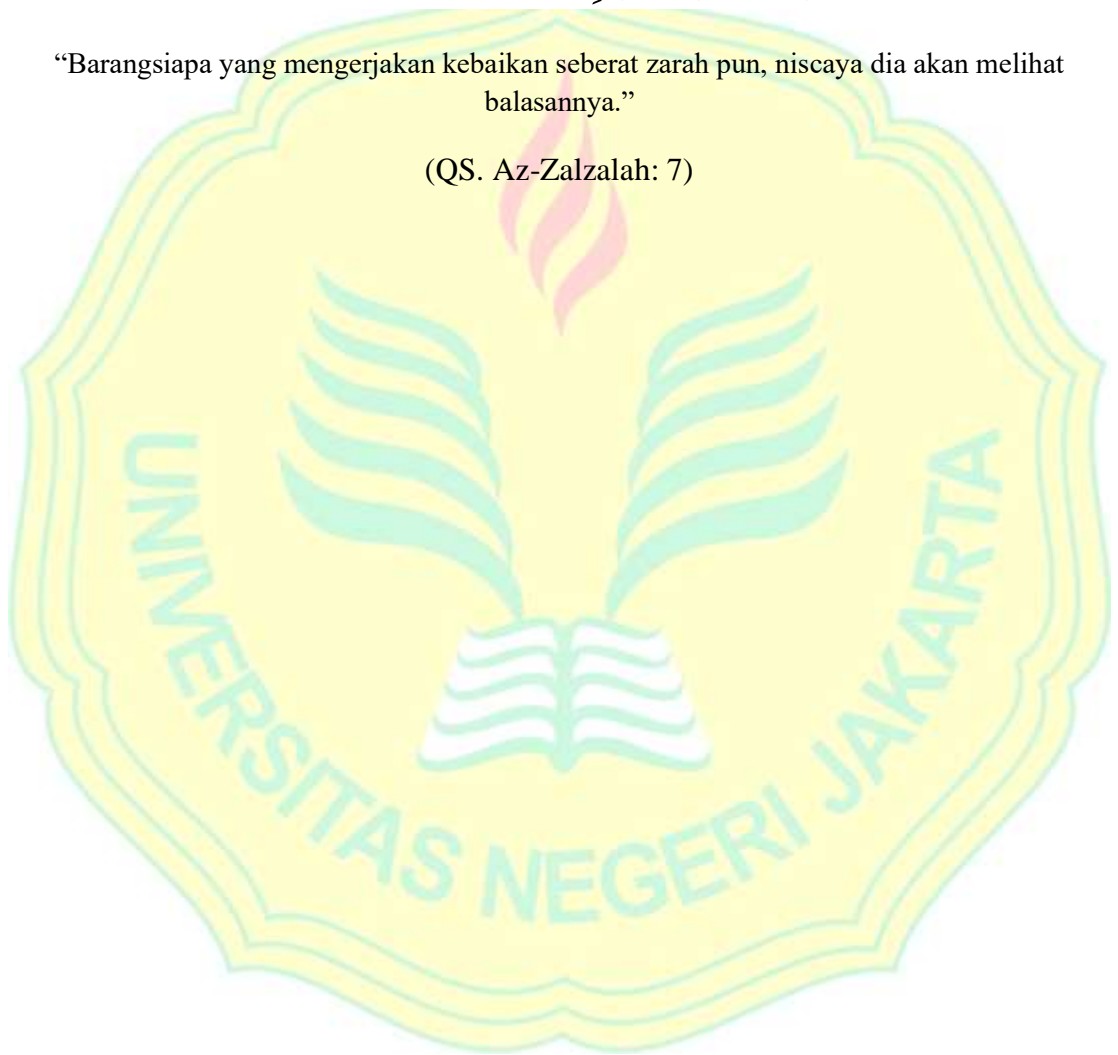 “Barangsiapa yang mengerjakan kebaikan seberat zarah pun, niscaya dia akan melihat
balasannya.”
(QS. Az-Zalzalah: 7)
UNIVERSITAS NEGERI JAKARTA